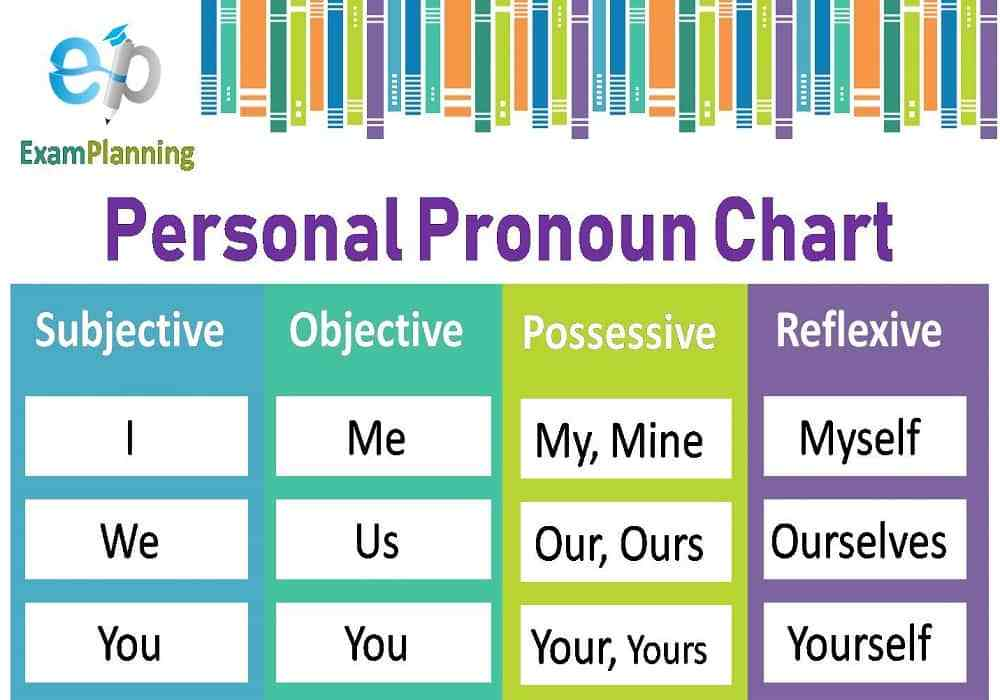 ep
ExamPlanning
Personal Pronoun Chart
Subjective Objective Possessive Reflexive
I Me My, Mine Myself
We Us Our, Ours Ourselves
You You Your, Yours Yourself